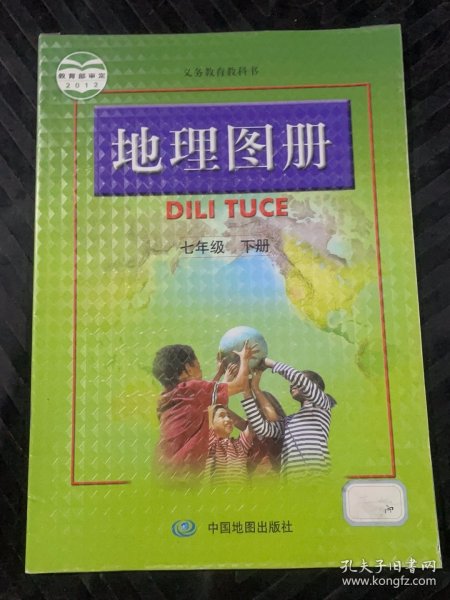 教育部审定
2012
义务教育教科书
地理图册
DILI TUCE
七年级 下册
中国地图出版社
孔夫子旧书网
www.kongfz.com